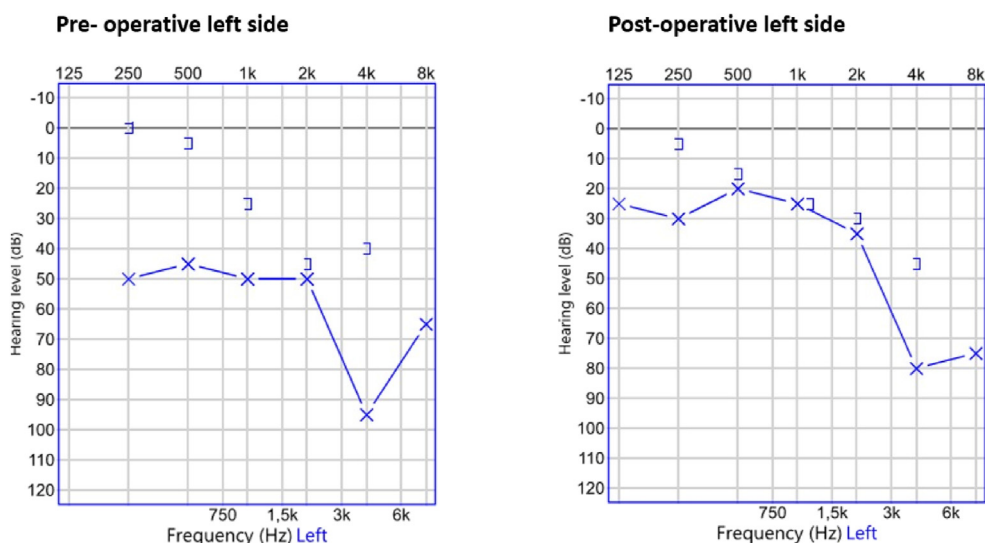 Pre- operative left side
125 250 500 1k 2k 4k 8k
-10
0
10
20
30
40
50
60
70
80
90
100
110
120
Hearing level (dB)
750 1,5k 3k 6k
Frequency (Hz) Left
Post-operative left side
125 250 500 1k 2k 4k 8k
-10
0
10
20
30
40
50
60
70
80
90
100
110
120
Hearing level (dB)
750 1,5k 3k 6k
Frequency (Hz) Left